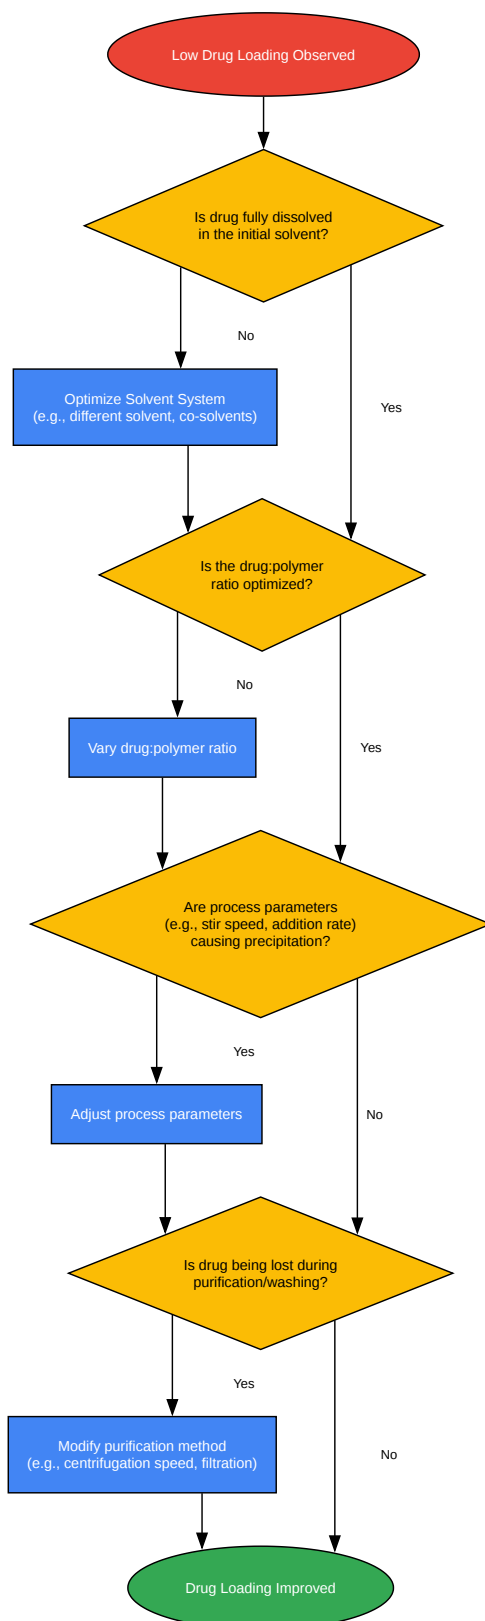 Low Drug Loading Observed
Is drug fully dissolved
in the initial solvent?
No
Optimize Solvent System
(e.g., different solvent, co-solvents)
Yes
Is the drug:polymer
ratio optimized?
No
Vary drug:polymer ratio
Yes
Are process parameters
(e.g., stir speed, addition rate)
causing precipitation?
Yes
Adjust process parameters
No
Is drug being lost during
purification/washing?
Yes
Modify purification method
(e.g., centrifugation speed, filtration)
No
Drug Loading Improved